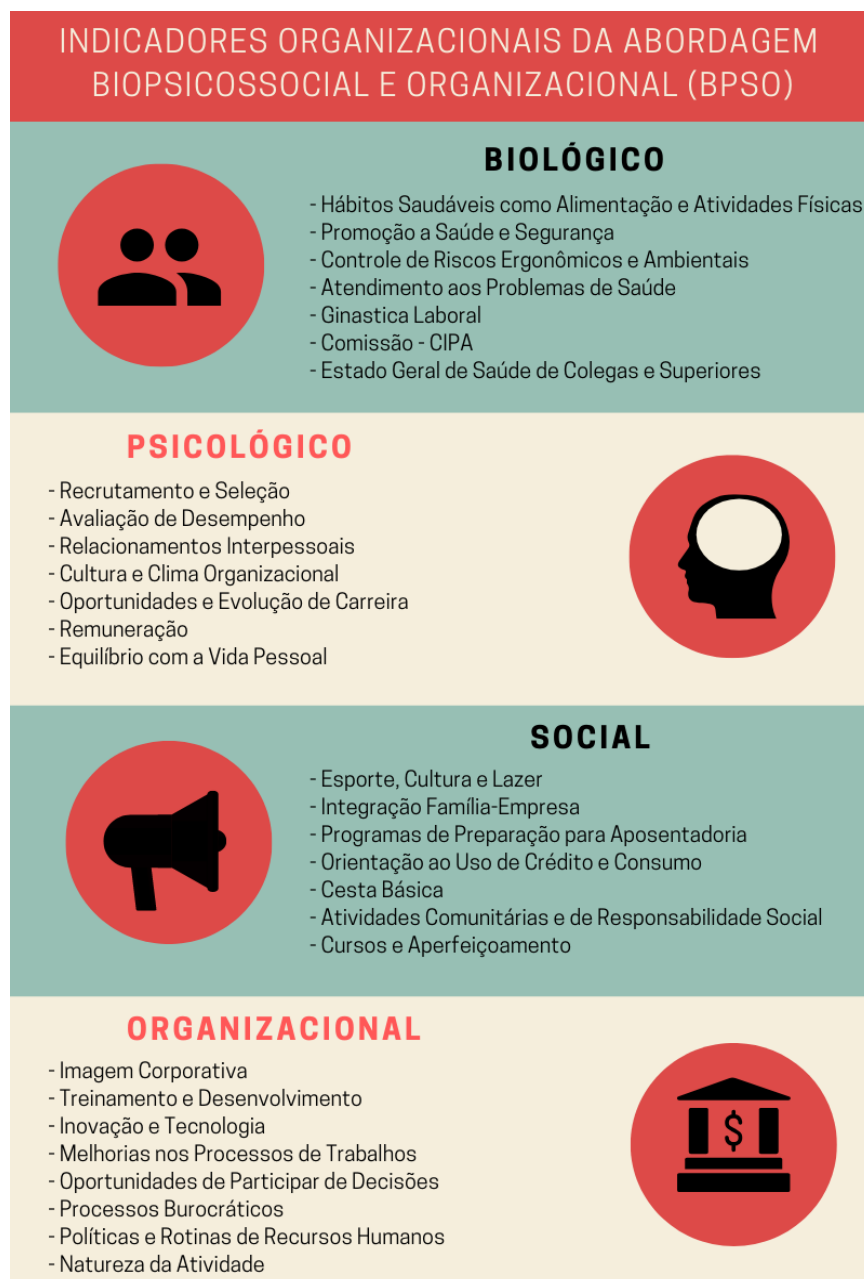 INDICADORES ORGANIZACIONAIS DA ABORDAGEM
BIOPSICOSSOCIAL E ORGANIZACIONAL (BPSO)
BIOLÓGICO
- Hábitos Saudáveis como Alimentação e Atividades Físicas
- Promoção a Saúde e Segurança
- Controle de Riscos Ergonômicos e Ambientais
- Atendimento aos Problemas de Saúde
- Ginastica Laboral
- Comissão - CIPA
- Estado Geral de Saúde de Colegas e Superiores
PSICOLÓGICO
- Recrutamento e Seleção
- Avaliação de Desempenho
- Relacionamentos Interpessoais
- Cultura e Clima Organizacional
- Oportunidades e Evolução de Carreira
- Remuneração
- Equilíbrio com a Vida Pessoal
SOCIAL
- Esporte, Cultura e Lazer
- Integração Família-Empresa
- Programas de Preparação para Aposentadoria
- Orientação ao Uso de Crédito e Consumo
- Cesta Básica
- Atividades Comunitárias e de Responsabilidade Social
- Cursos e Aperfeiçoamento
ORGANIZACIONAL
- Imagem Corporativa
- Treinamento e Desenvolvimento
- Inovação e Tecnologia
- Melhorias nos Processos de Trabalhos
- Oportunidades de Participar de Decisões
- Processos Burocráticos
- Políticas e Rotinas de Recursos Humanos
- Natureza da Atividade
$